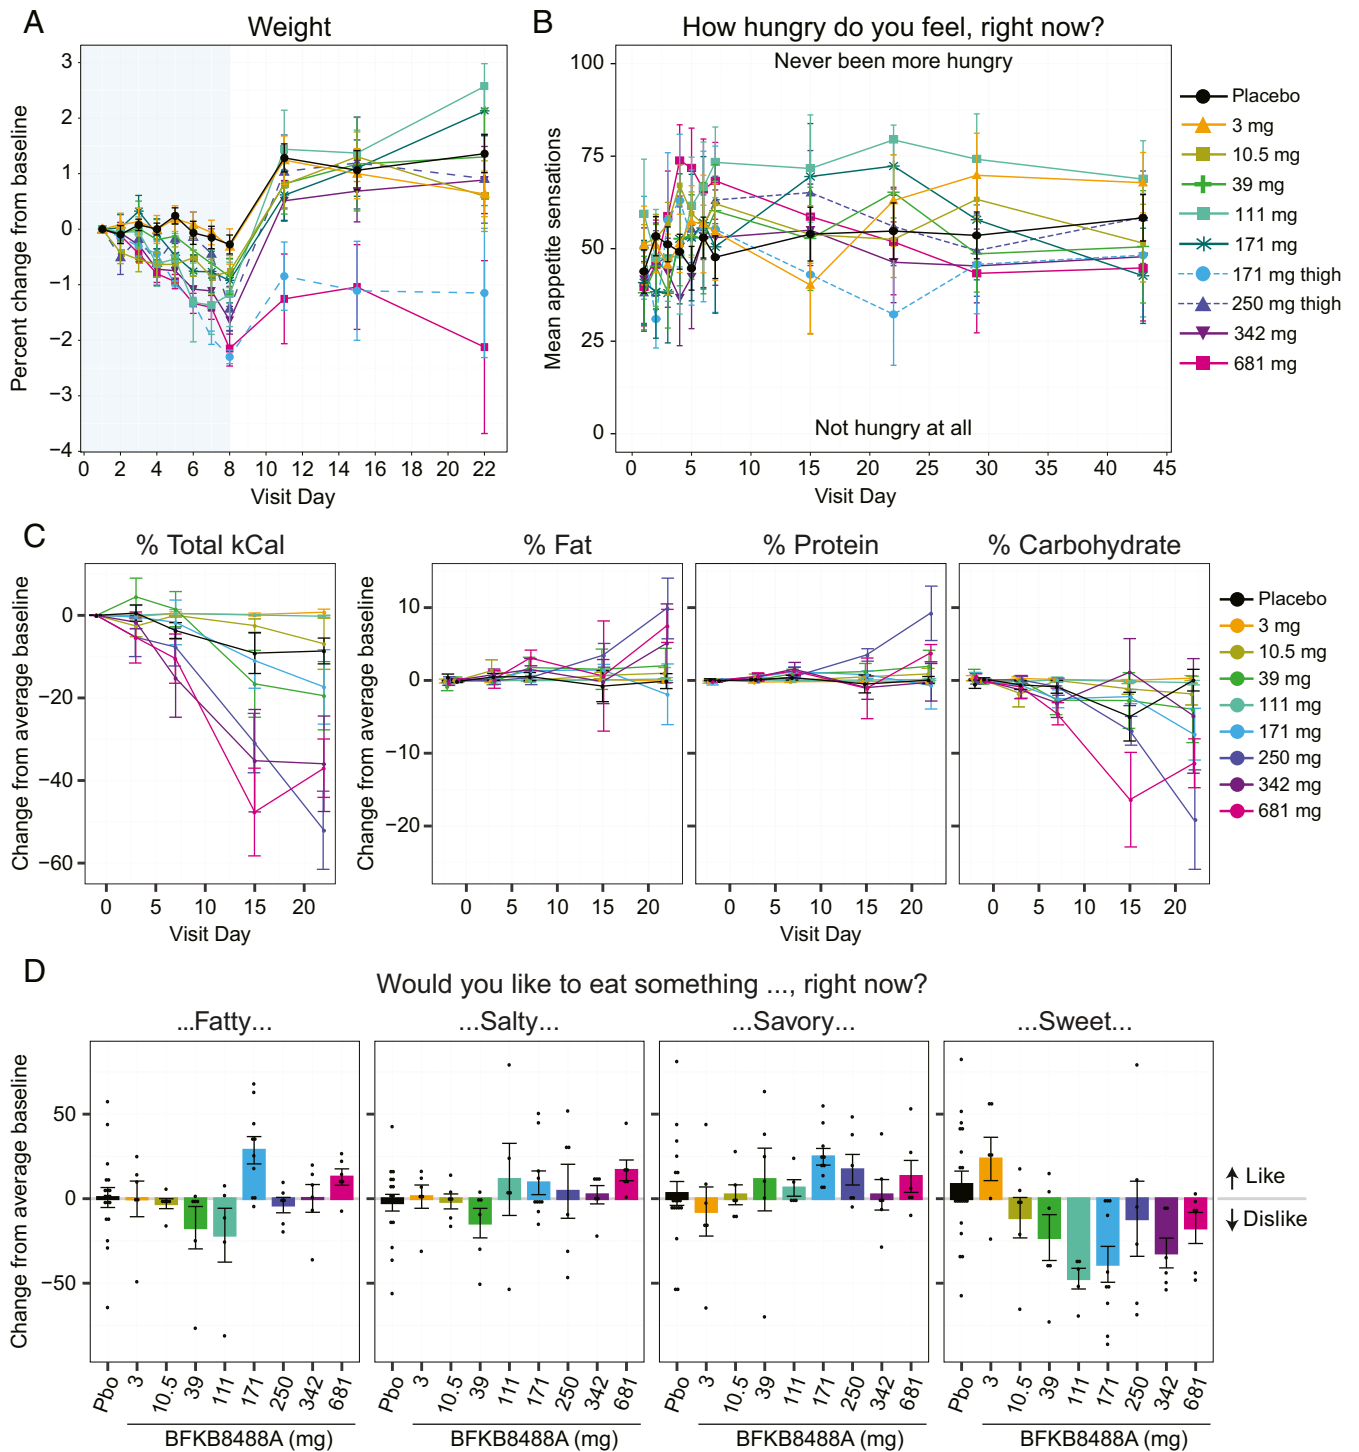 A
Weight
Percent change from baseline
3
2
1
0
−1
−2
−3
−4
0 2 4 6 8 10 12 14 16 18 20 22
Visit Day
B
How hungry do you feel, right now?
Never been more hungry
Mean appetite sensations
100
75
50
25
0
Not hungry at all
0 5 10 15 20 25 30 35 40 45
Visit Day
Placebo
3 mg
10.5 mg
39 mg
111 mg
171 mg
171 mg thigh
250 mg thigh
342 mg
681 mg
C
% Total kCal
Change from average baseline
0
−20
−40
−60
0 5 10 15 20
Visit Day
% Fat
% Protein
% Carbohydrate
Change from average baseline
10
0
−10
−20
0 5 10 15 20
0 5 10 15 20
0 5 10 15 20
Visit Day
Visit Day
Visit Day
Placebo
3 mg
10.5 mg
39 mg
111 mg
171 mg
250 mg
342 mg
681 mg
D
Would you like to eat something ..., right now?
...Fatty...
...Salty...
...Savory...
...Sweet...
Change from average baseline
50
0
−50
Like
Dislike
Pbo 3 10.5 39 111 171 250 342 681
Pbo 3 10.5 39 111 171 250 342 681
Pbo 3 10.5 39 111 171 250 342 681
Pbo 3 10.5 39 111 171 250 342 681
BFKB8488A (mg)
BFKB8488A (mg)
BFKB8488A (mg)
BFKB8488A (mg)